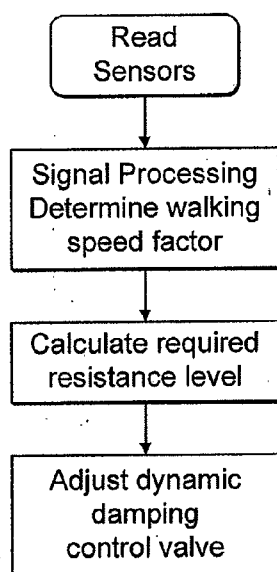 Read
Sensors
Signal Processing
Determine walking
speed factor
Calculate required
resistance level
Adjust dynamic
damping
control valve